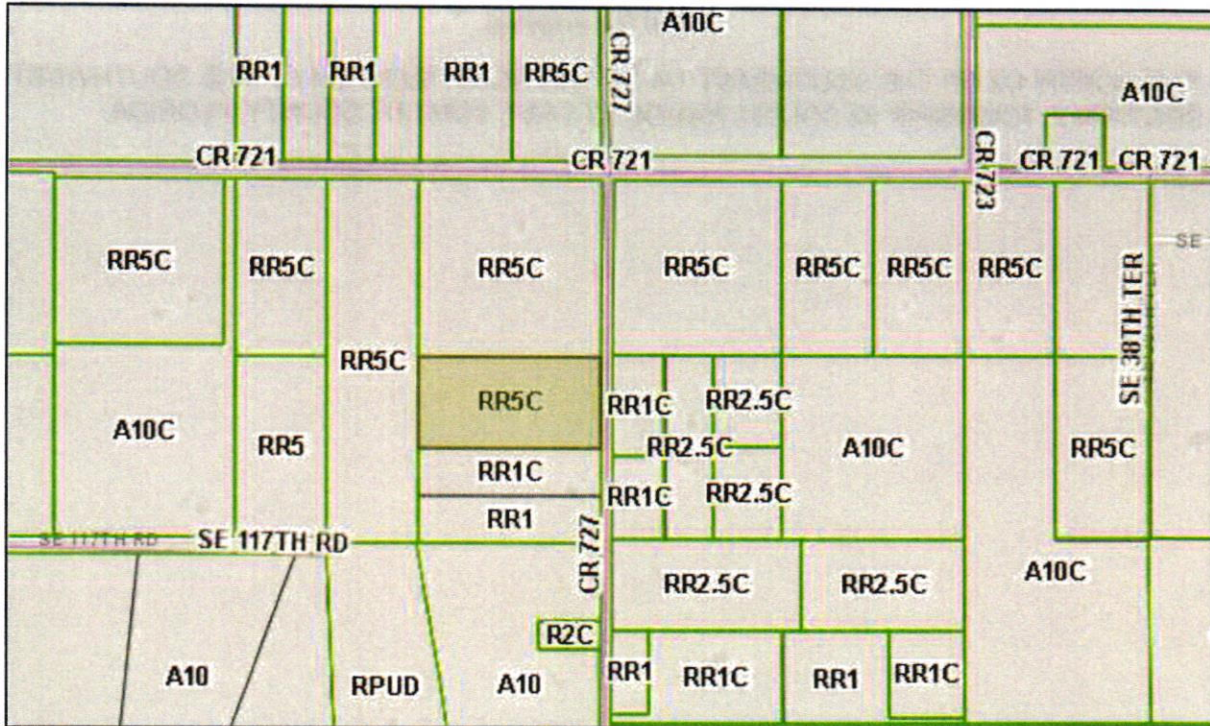 A10C
RR1
RR1
RR1
RR5C
CR 727
A10C
CR 721
CR 721
CR 723
CR 721
CR 721
RR5C
RR5C
RR5C
RR5C
RR5C
RR5C
RR5C
SE
SE 38TH TER
RR5C
RR5C
RR1C
RR2.5C
A10C
RR5
RR2.5C
A10C
RR5C
RR1C
RR1C
RR2.5C
RR1
SE 117TH RD
SE 117TH RD
CR 727
A10C
RR2.5C
RR2.5C
R2C
A10
RPUD
A10
RR1
RR1C
RR1
RR1C